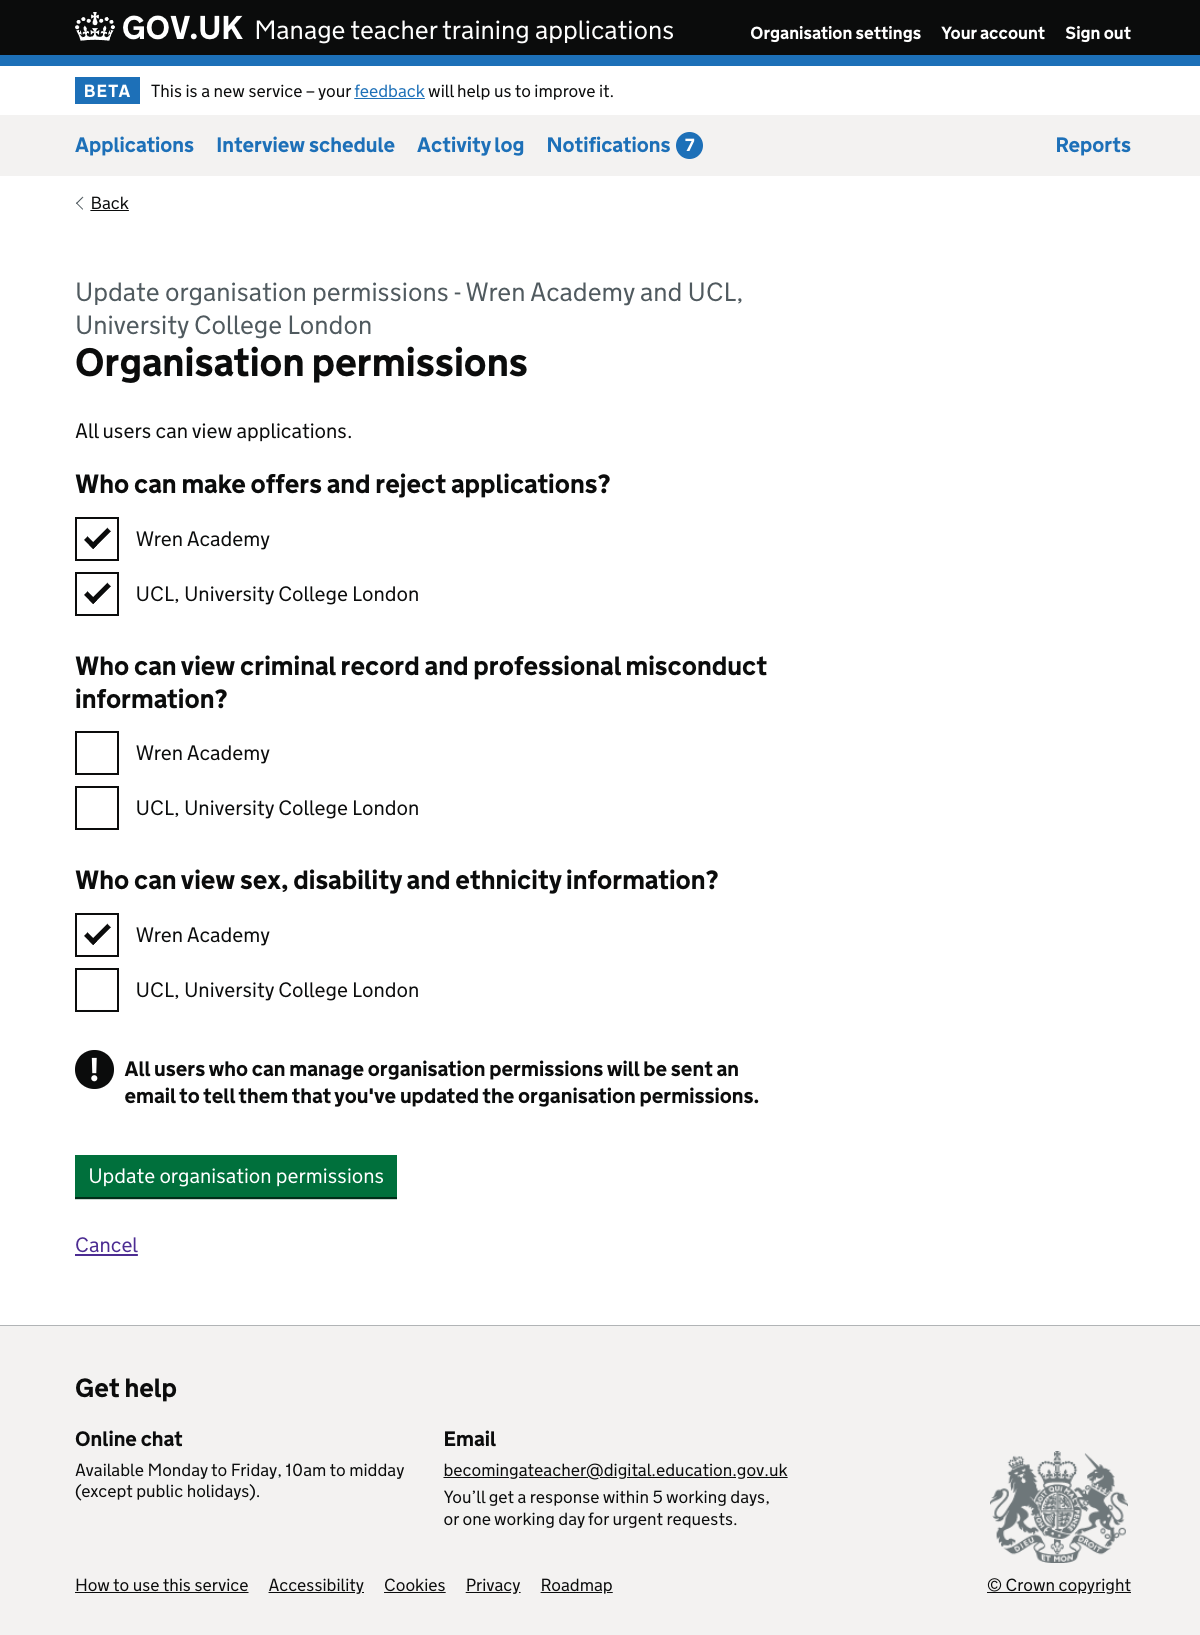 GOV.UK Manage teacher training applications Organisation settings Your account Sign out
BETA This is a new service – your feedback will help us to improve it.
Applications Interview schedule Activity log Notifications 7 Reports
Back
Update organisation permissions - Wren Academy and UCL,
University College London
Organisation permissions
All users can view applications.
Who can make offers and reject applications?
Wren Academy
UCL, University College London
Who can view criminal record and professional misconduct
information?
Wren Academy
UCL, University College London
Who can view sex, disability and ethnicity information?
Wren Academy
UCL, University College London
! All users who can manage organisation permissions will be sent an
email to tell them that you've updated the organisation permissions.
Update organisation permissions
Cancel
Get help
Online chat
Available Monday to Friday, 10am to midday
(except public holidays).
Email
becomingateacher@digital.education.gov.uk
You’ll get a response within 5 working days,
or one working day for urgent requests.
DIEU ET MON DROIT
How to use this service Accessibility Cookies Privacy Roadmap
© Crown copyright